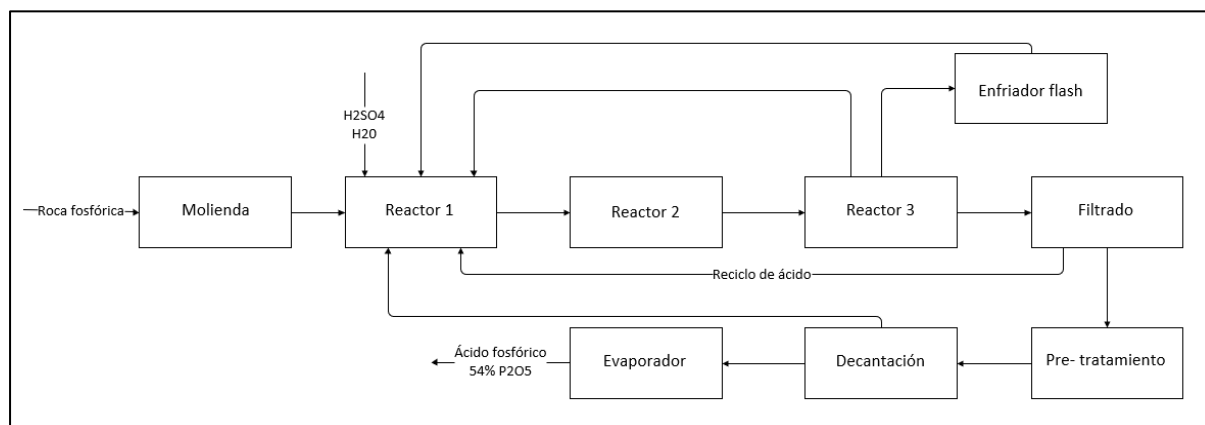 Enfriador flash
H2SO4
H20
Roca fosfórica
Molienda
Reactor 1
Reactor 2
Reactor 3
Filtrado
Reciclo de ácido
Ácido fosfórico
54% P2O5
Evaporador
Decantación
Pre- tratamiento